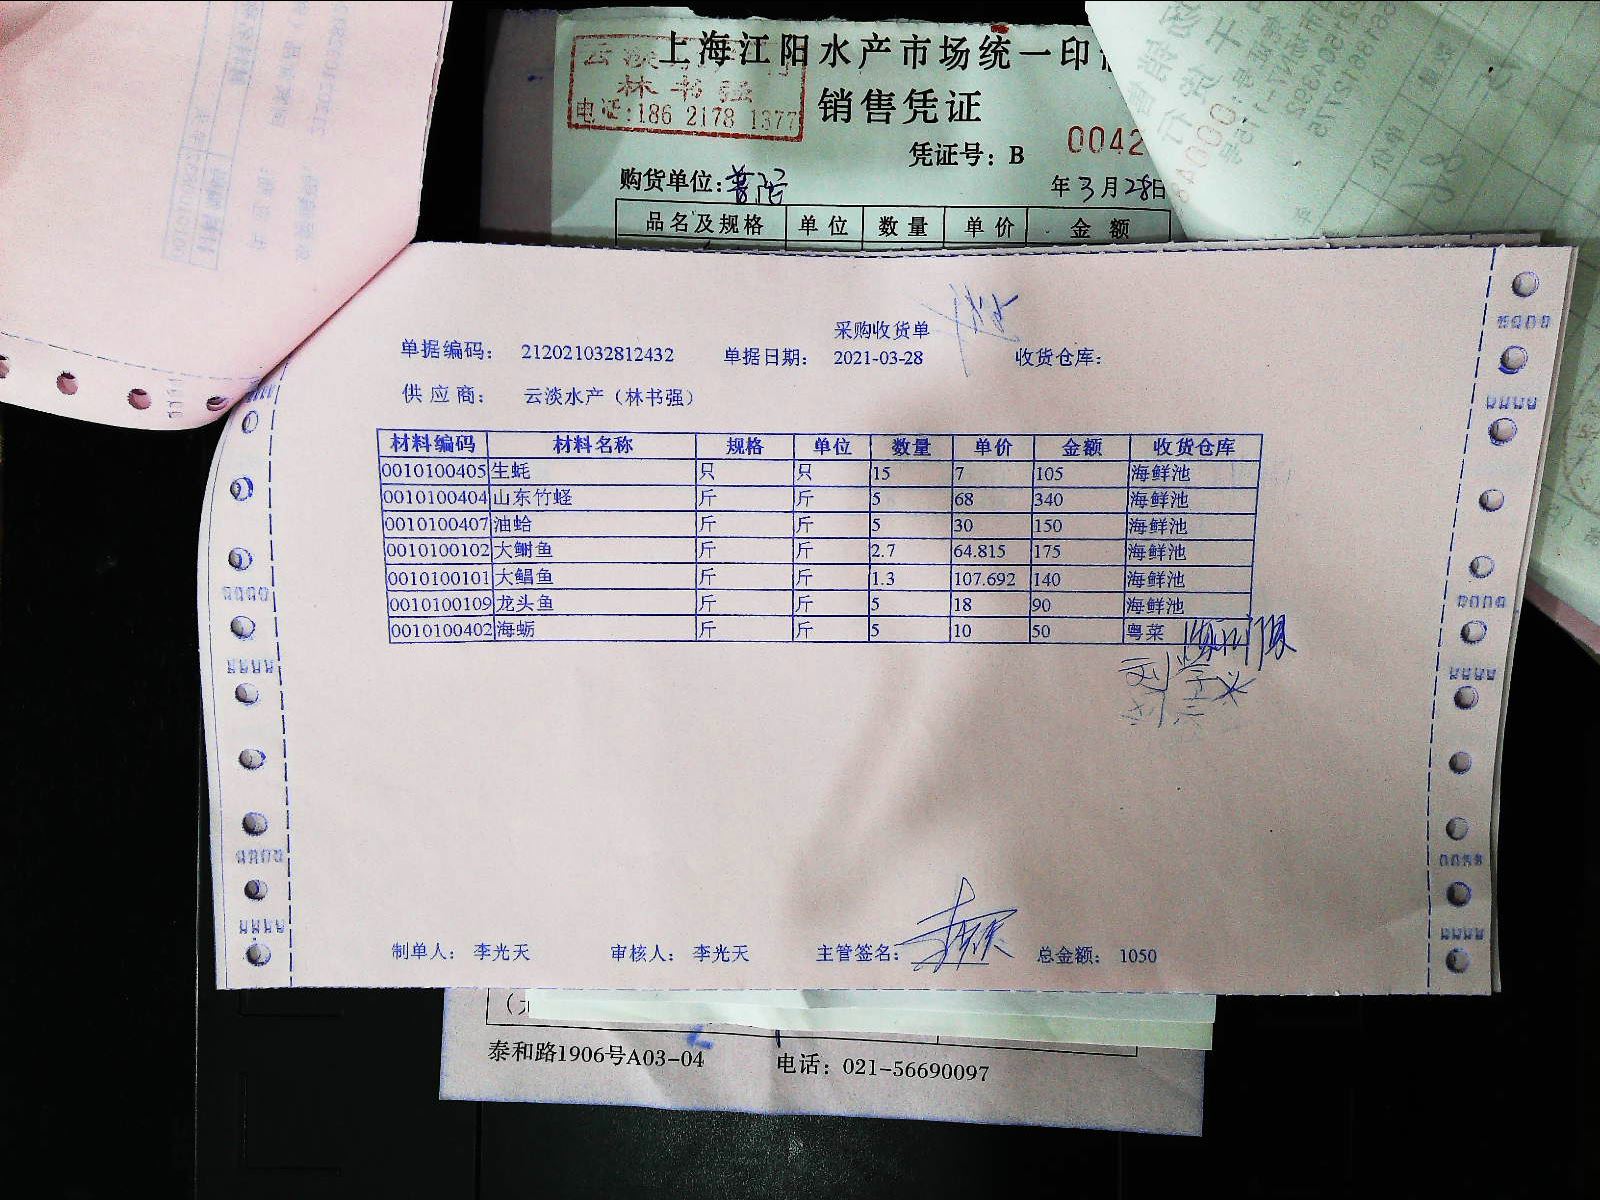 上海江阳水产市场统一印
林书强
电话:186 2178 1377
销售凭证
凭证号：B 0042
购货单位:普陀
年3月28日
品名及规格 单位 数量 单价 金额
采购收货单
单据编码： 212021032812432 单据日期： 2021-03-28 收货仓库：
供应商： 云淡水产（林书强）
材料编码 材料名称 规格 单位 数量 单价 金额 收货仓库
0010100405 生蚝 只 只 15 7 105 海鲜池
0010100404 山东竹蛏 斤 斤 5 68 340 海鲜池
0010100407 油蛤 斤 斤 5 30 150 海鲜池
0010100102 大鲥鱼 斤 斤 2.7 64.815 175 海鲜池
0010100101 大鲳鱼 斤 斤 1.3 107.692 140 海鲜池
0010100109 龙头鱼 斤 斤 5 18 90 海鲜池
0010100402 海蛎 斤 斤 5 10 50 粤菜
制单人： 李光天 审核人： 李光天 主管签名： 总金额： 1050
泰和路1906号A03-04 电话：021-56690097